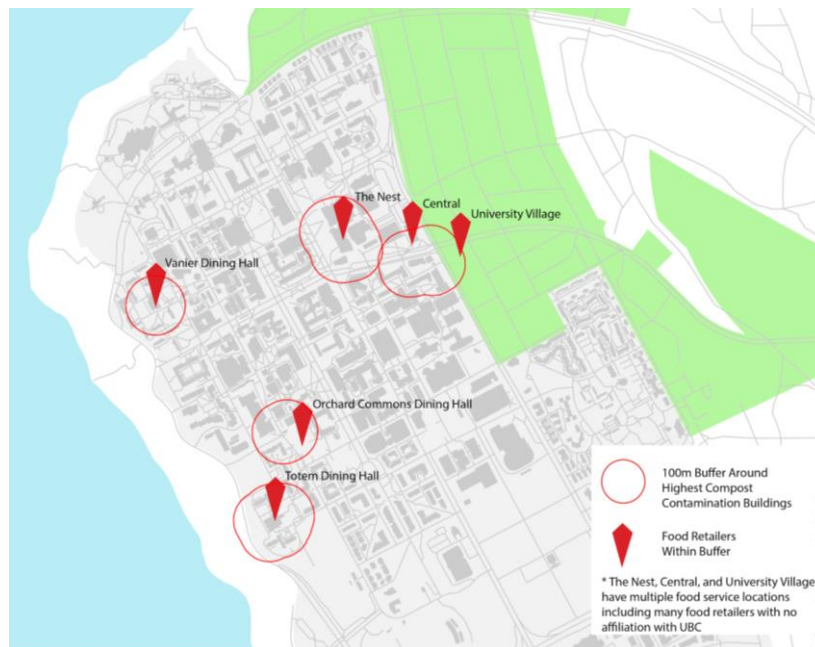 The Nest
Central
University Village
Vanier Dining Hall
Orchard Commons Dining Hall
Totem Dining Hall
100m Buffer Around
Highest Compost
Contamination Buildings
Food Retailers
Within Buffer
* The Nest, Central, and University Village
have multiple food service locations
including many food retailers with no
affiliation with UBC